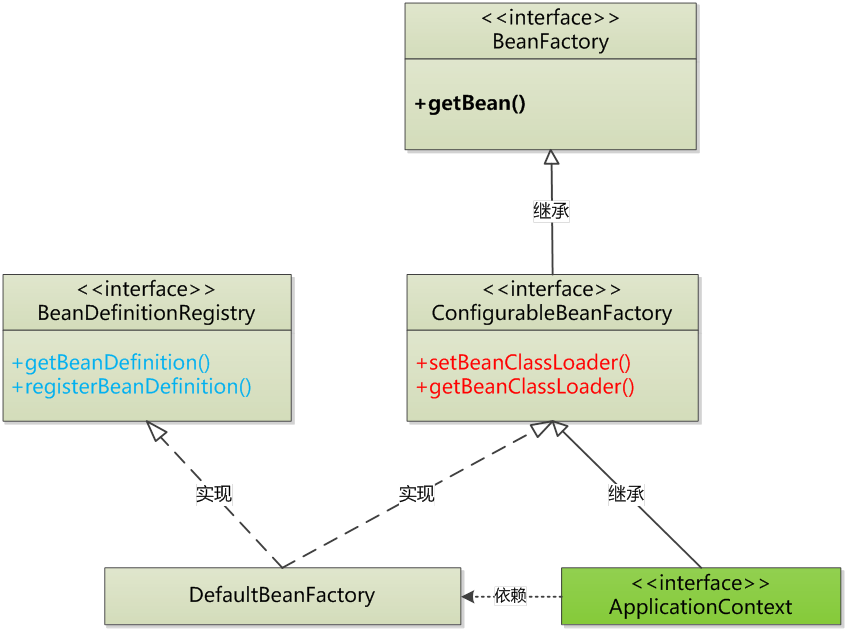 <<interface>>
BeanFactory
+getBean()
继承
<<interface>>
BeanDefinitionRegistry
+getBeanDefinition()
+registerBeanDefinition()
<<interface>>
ConfigurableBeanFactory
+setBeanClassLoader()
+getBeanClassLoader()
实现
实现
继承
DefaultBeanFactory
依赖
<<interface>>
ApplicationContext